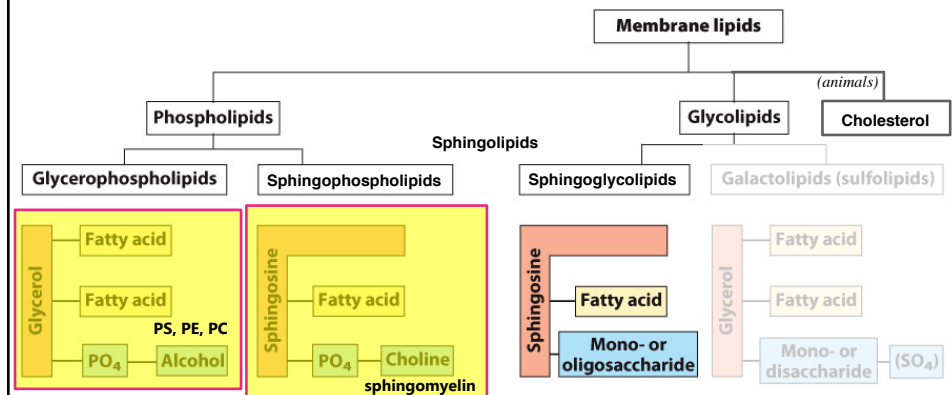 Membrane lipids
(animals)
Phospholipids
Glycolipids
Cholesterol
Sphingolipids
Glycerophospholipids
Sphingophospholipids
Sphingoglycolipids
Galactolipids (sulfolipids)
Glycerol
Fatty acid
Fatty acid
PS, PE, PC
PO4
Alcohol
Sphingosine
Fatty acid
PO4
Choline
sphingomyelin
Sphingosine
Fatty acid
Mono- or
oligosaccharide
Glycerol
Fatty acid
Fatty acid
Mono- or
disaccharide
(SO4)